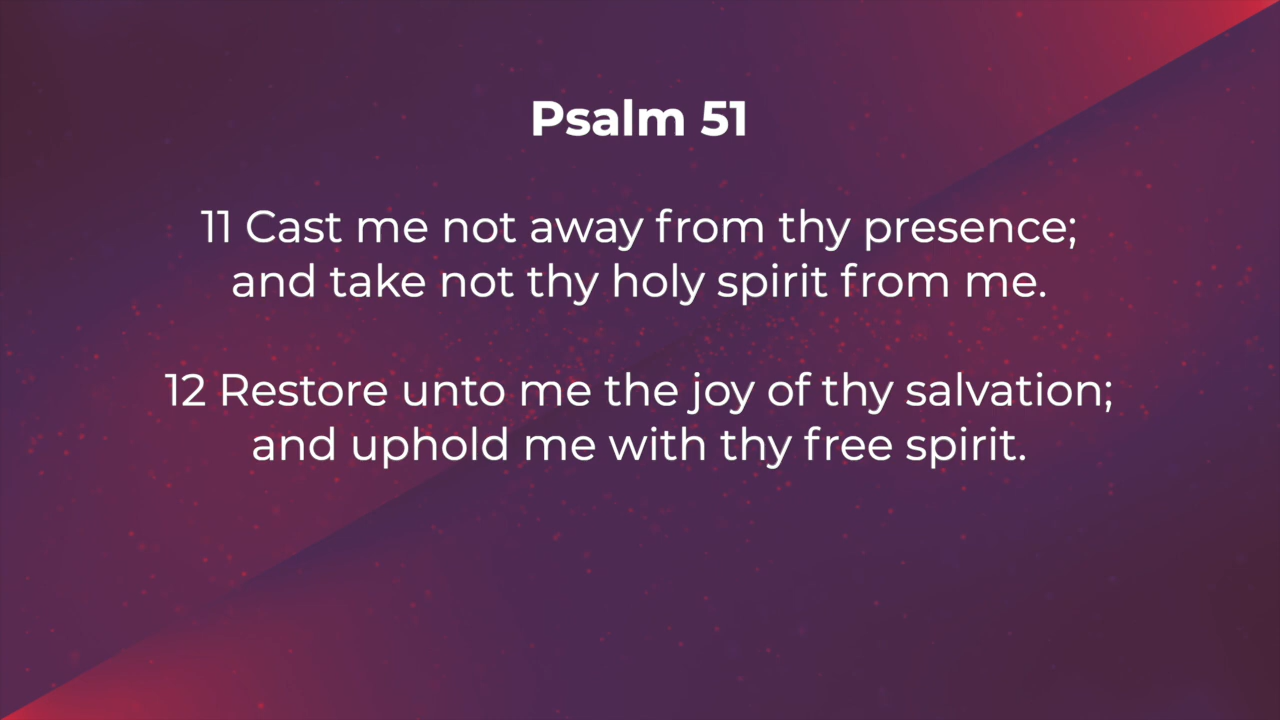 Psalm 51
11 Cast me not away from thy presence;
and take not thy holy spirit from me.
12 Restore unto me the joy of thy salvation;
and uphold me with thy free spirit.